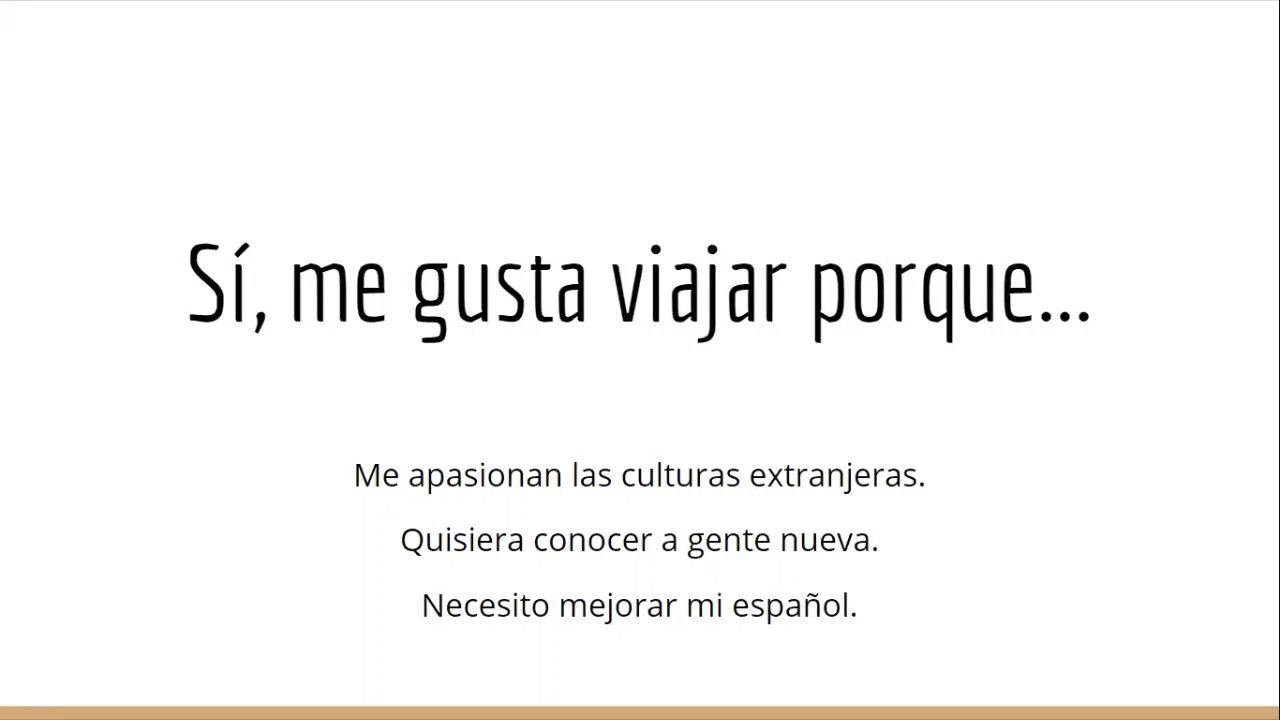 Sí, me gusta viajar porque...
Me apasionan las culturas extranjeras.
Quisiera conocer a gente nueva.
Necesito mejorar mi español.